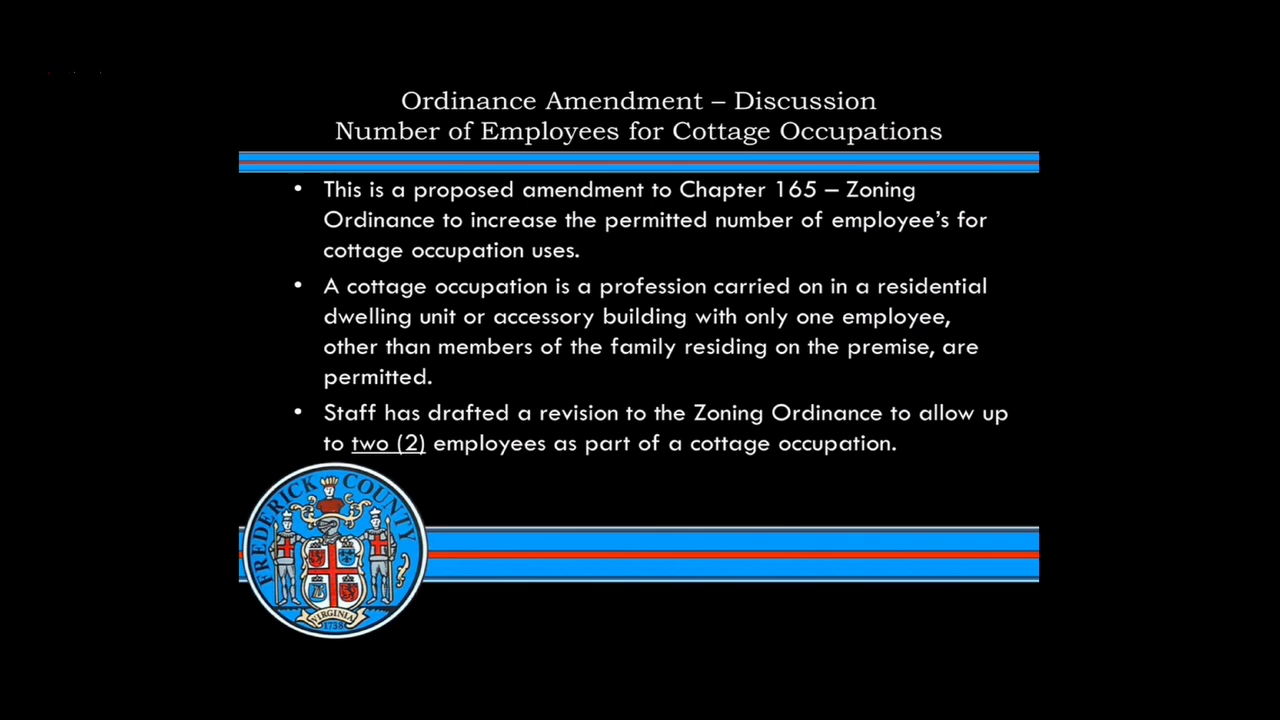 Ordinance Amendment – Discussion
Number of Employees for Cottage Occupations
• This is a proposed amendment to Chapter 165 – Zoning
Ordinance to increase the permitted number of employee's for
cottage occupation uses.
• A cottage occupation is a profession carried on in a residential
dwelling unit or accessory building with only one employee,
other than members of the family residing on the premise, are
permitted.
• Staff has drafted a revision to the Zoning Ordinance to allow up
to two (2) employees as part of a cottage occupation.
FREDERICK COUNTY
VIRGINIA
1738